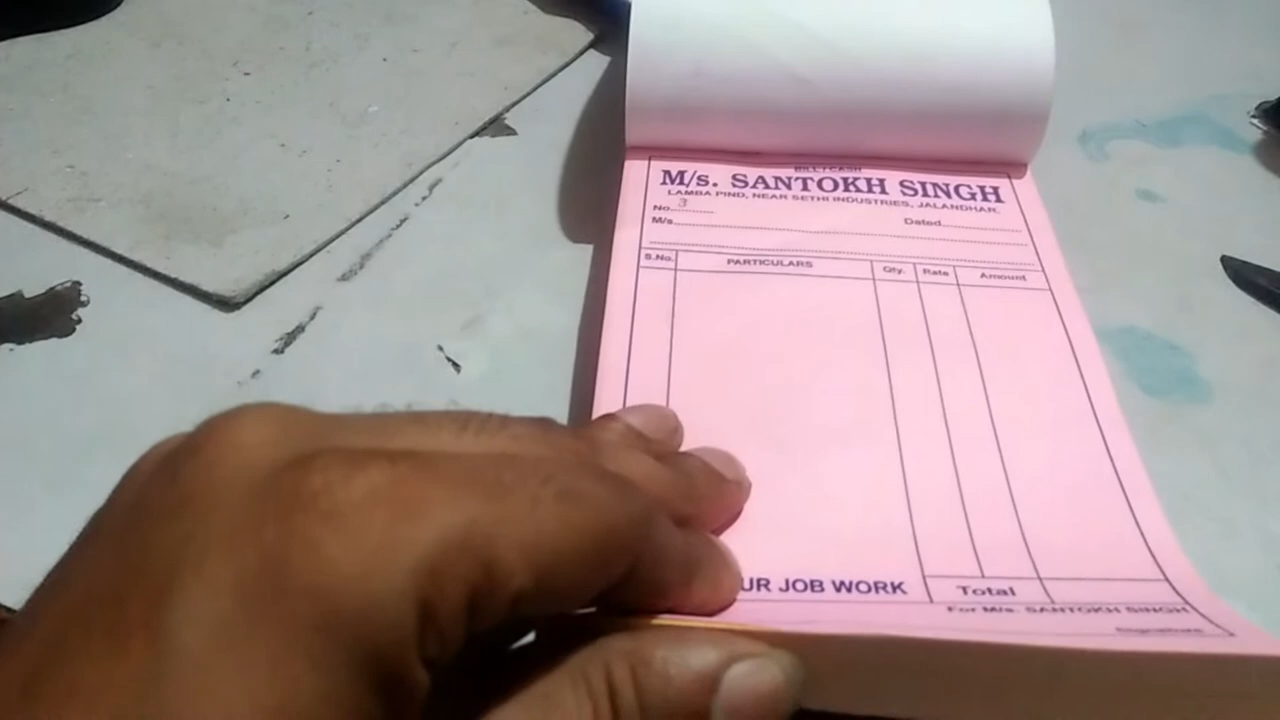 BILL / CASH
M/s. SANTOKH SINGH
LAMBA PIND, NEAR SETHI INDUSTRIES, JALANDHAR.
No. 3
M/s. Dated
S.No. PARTICULARS Qty. Rate Amount
UR JOB WORK Total
For M/s. SANTOKH SINGH
Signature